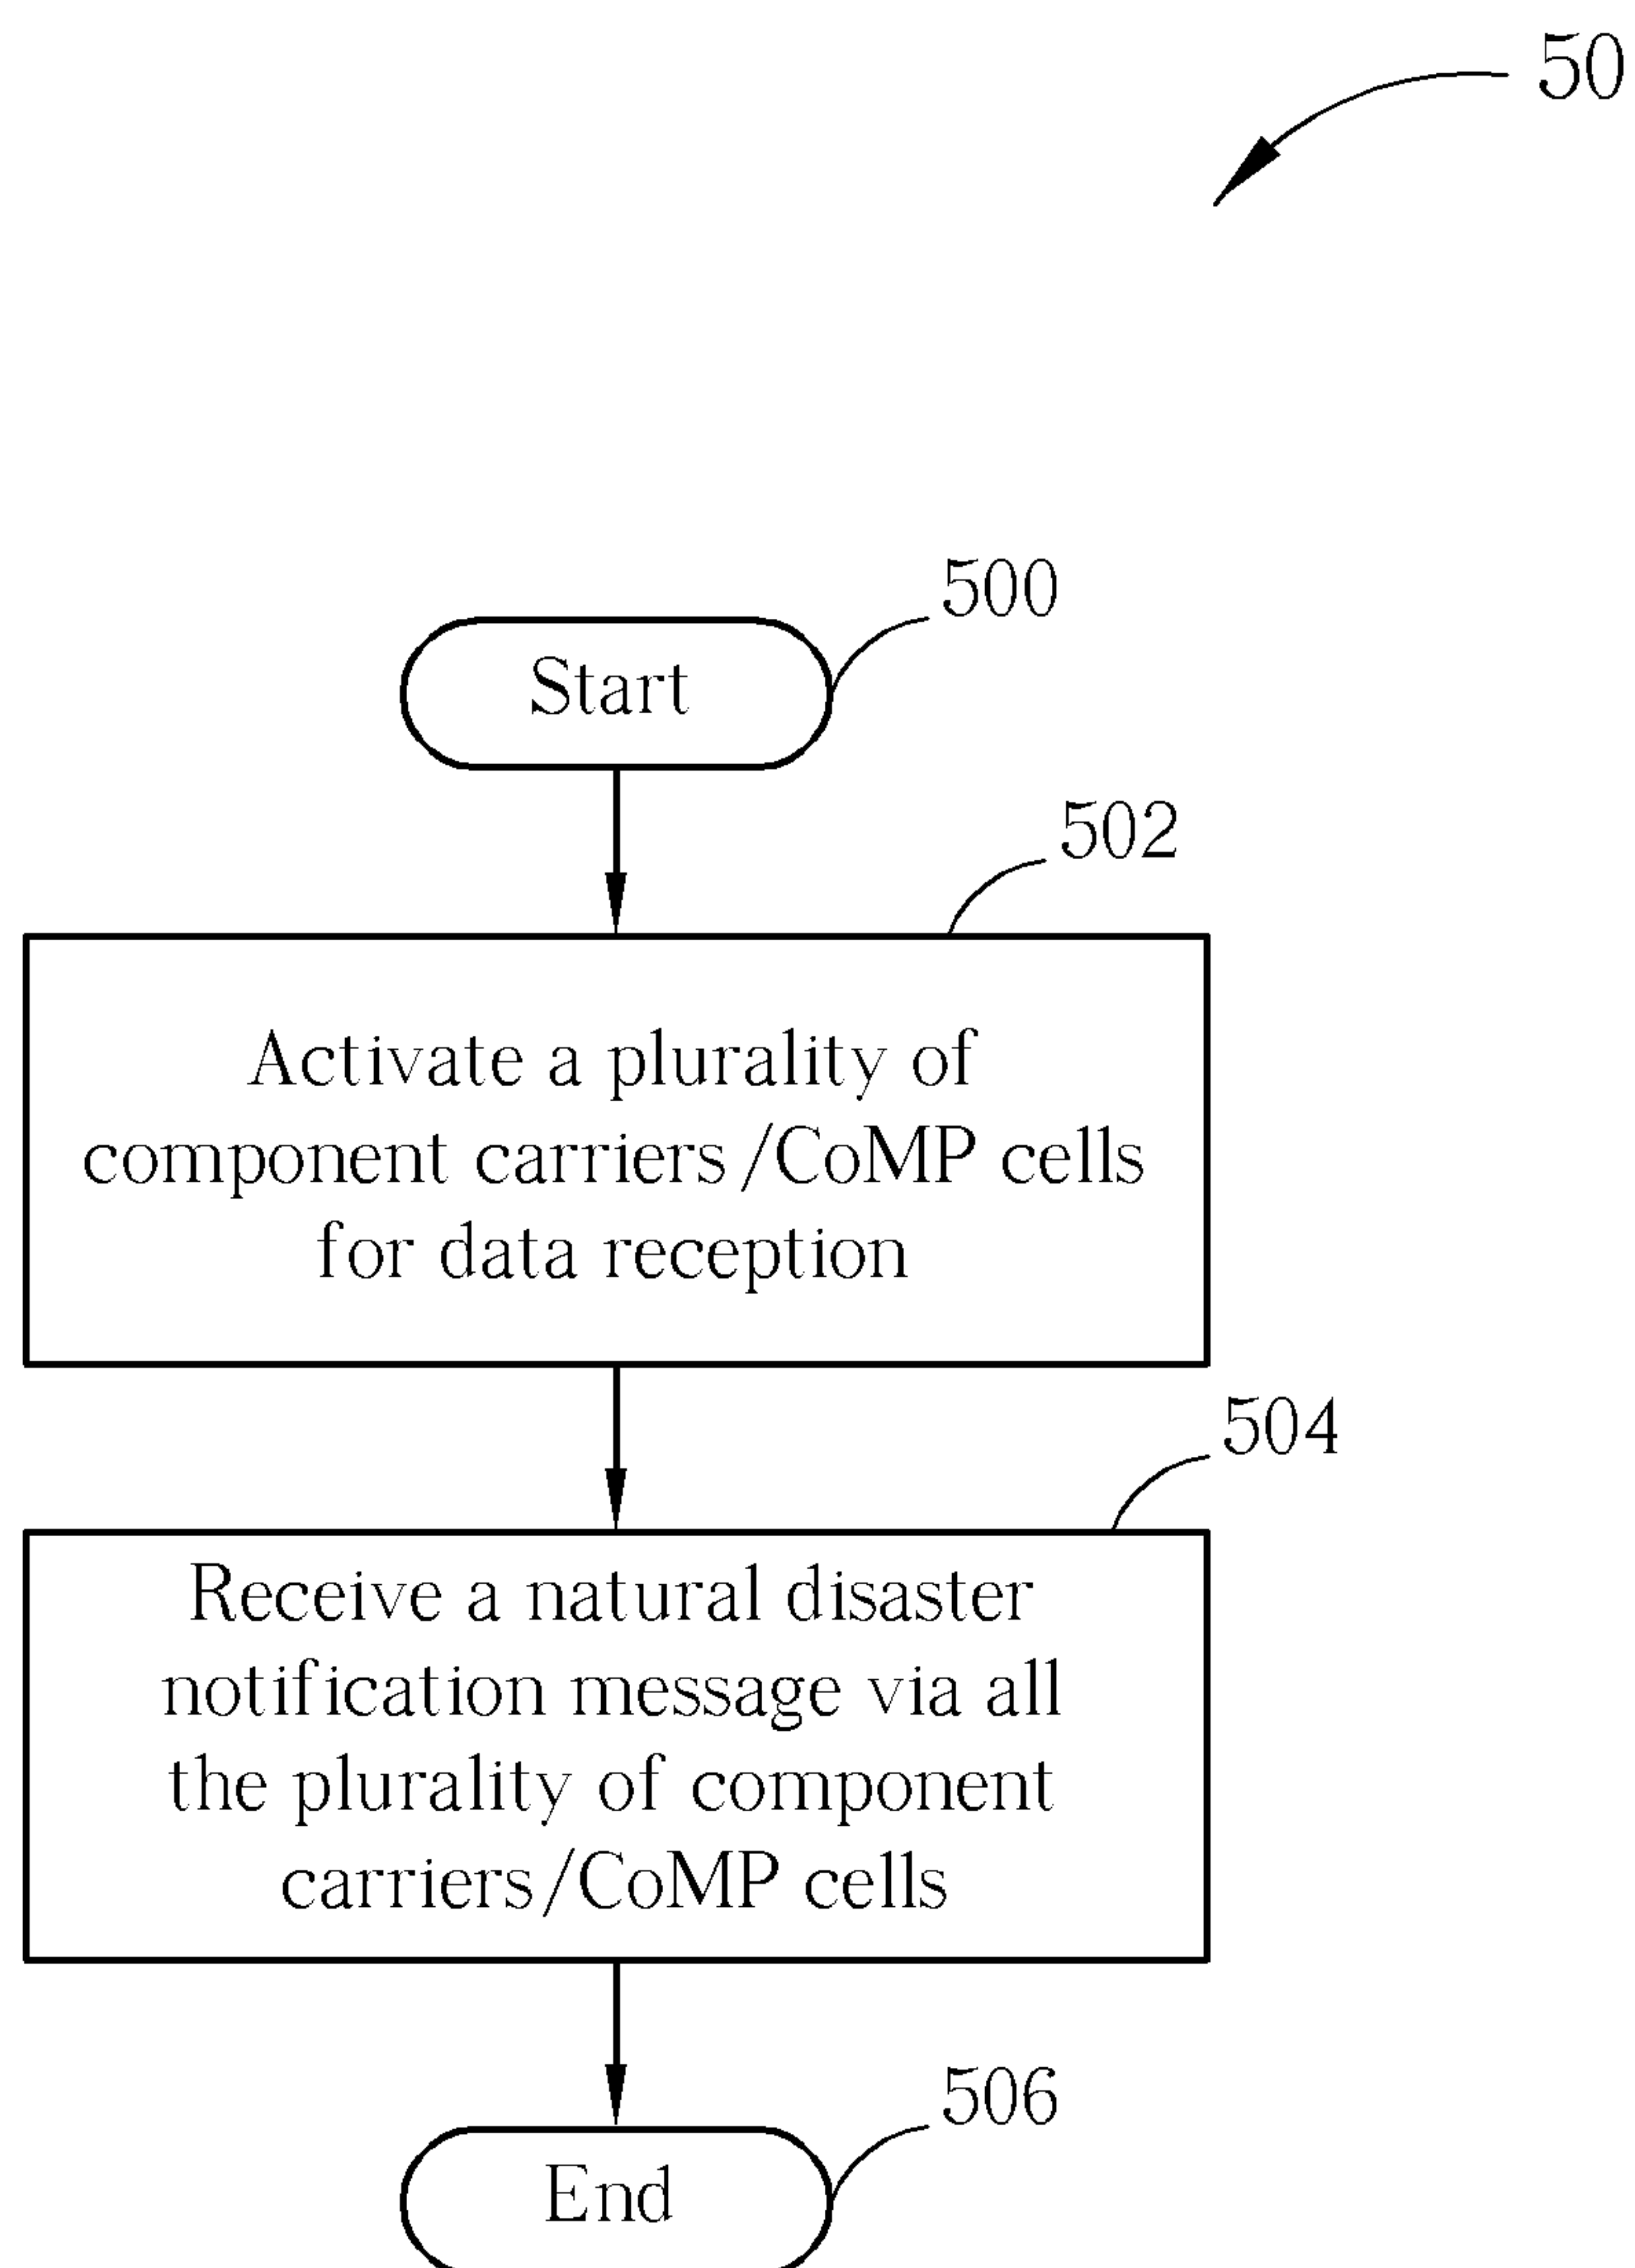 50
500
Start
502
Activate a plurality of
component carriers/CoMP cells
for data reception
504
Receive a natural disaster
notification message via all
the plurality of component
carriers/CoMP cells
506
End